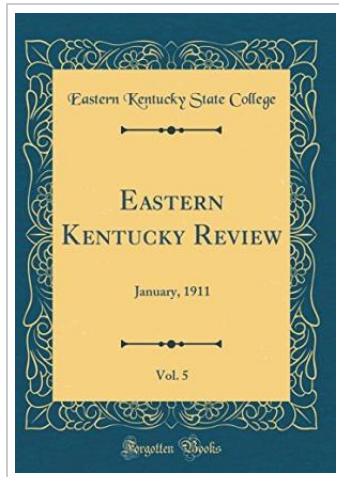 Eastern Kentucky State College
EASTERN
KENTUCKY REVIEW
January, 1911
Vol. 5
Forgotten Books